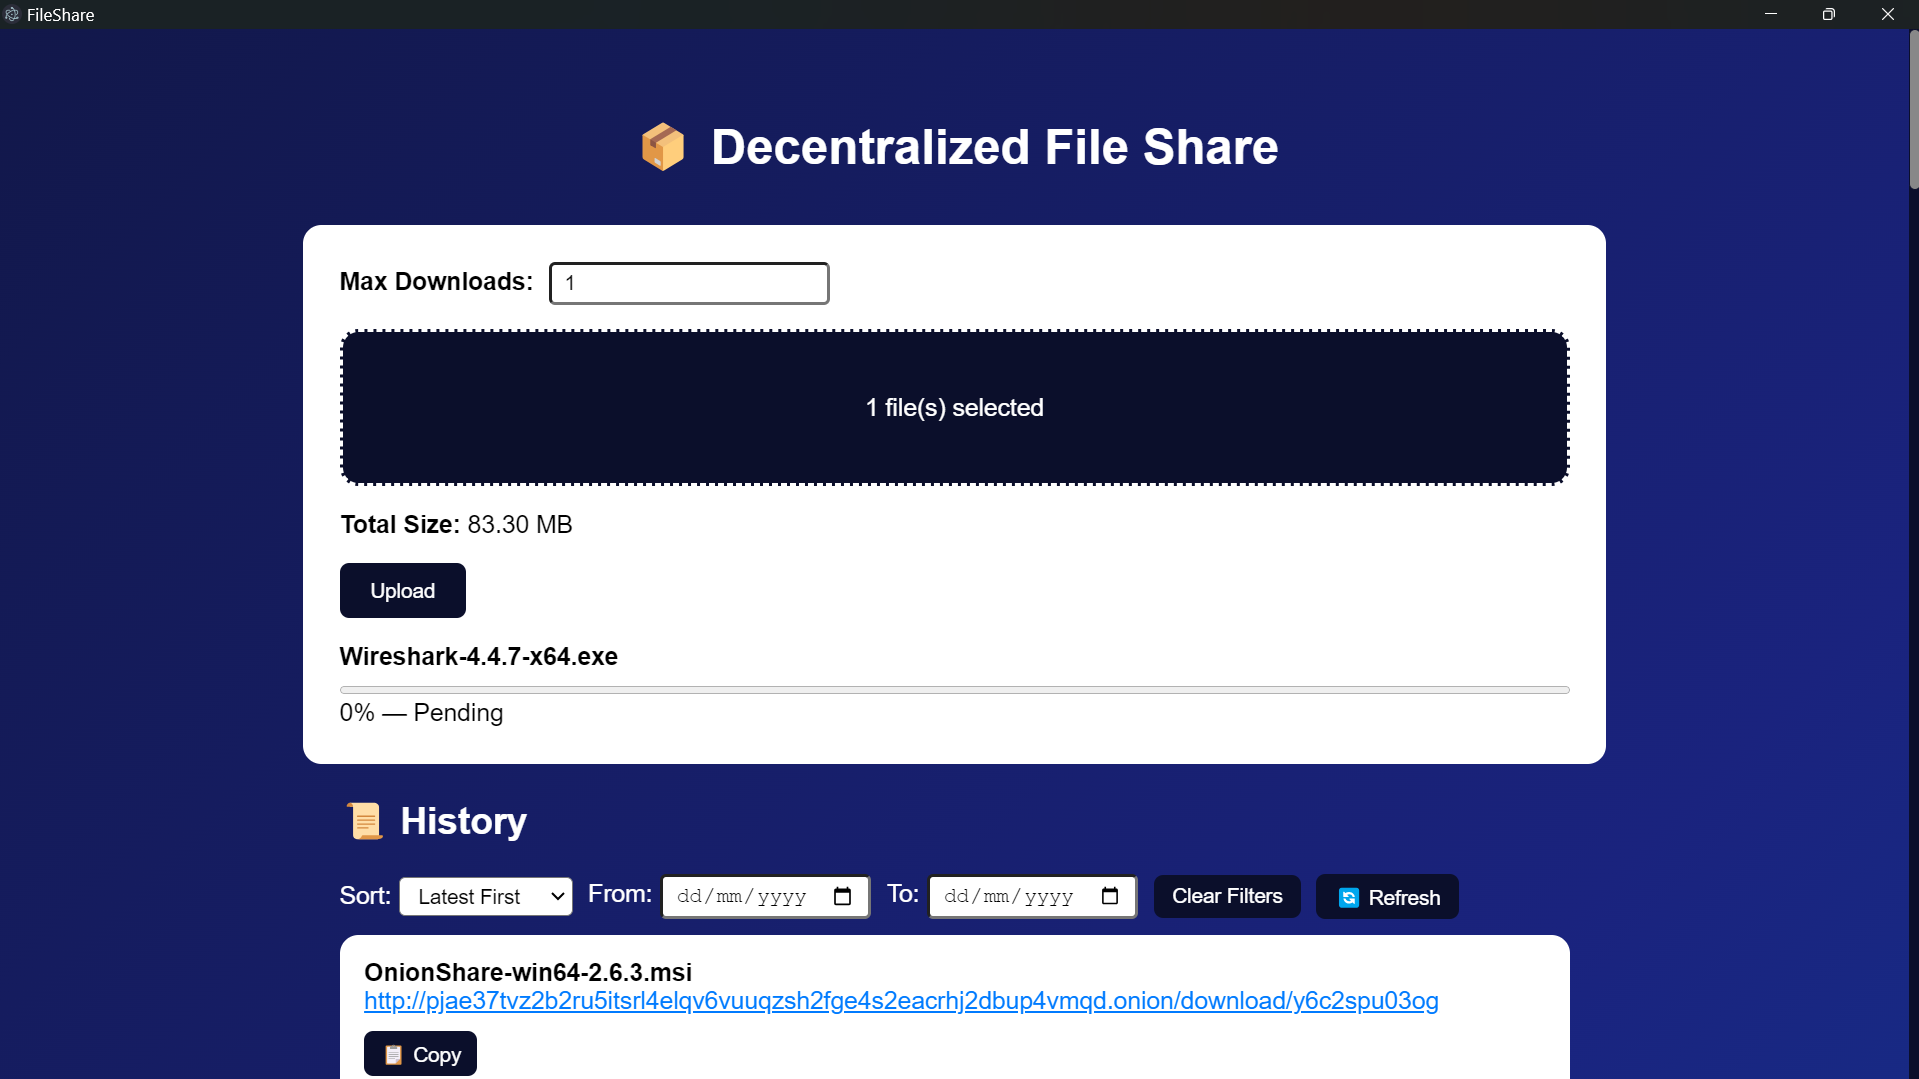 FileShare
Decentralized File Share
Max Downloads: 1
1 file(s) selected
Total Size: 83.30 MB
Upload
Wireshark-4.4.7-x64.exe
0% — Pending
History
Sort: Latest First From: dd/mm/yyyy To: dd/mm/yyyy Clear Filters Refresh
OnionShare-win64-2.6.3.msi
http://pjae37tvz2b2ru5itsrl4elqv6vuuqzsh2fge4s2eacrhj2dbup4vmqd.onion/download/y6c2spu03og
Copy